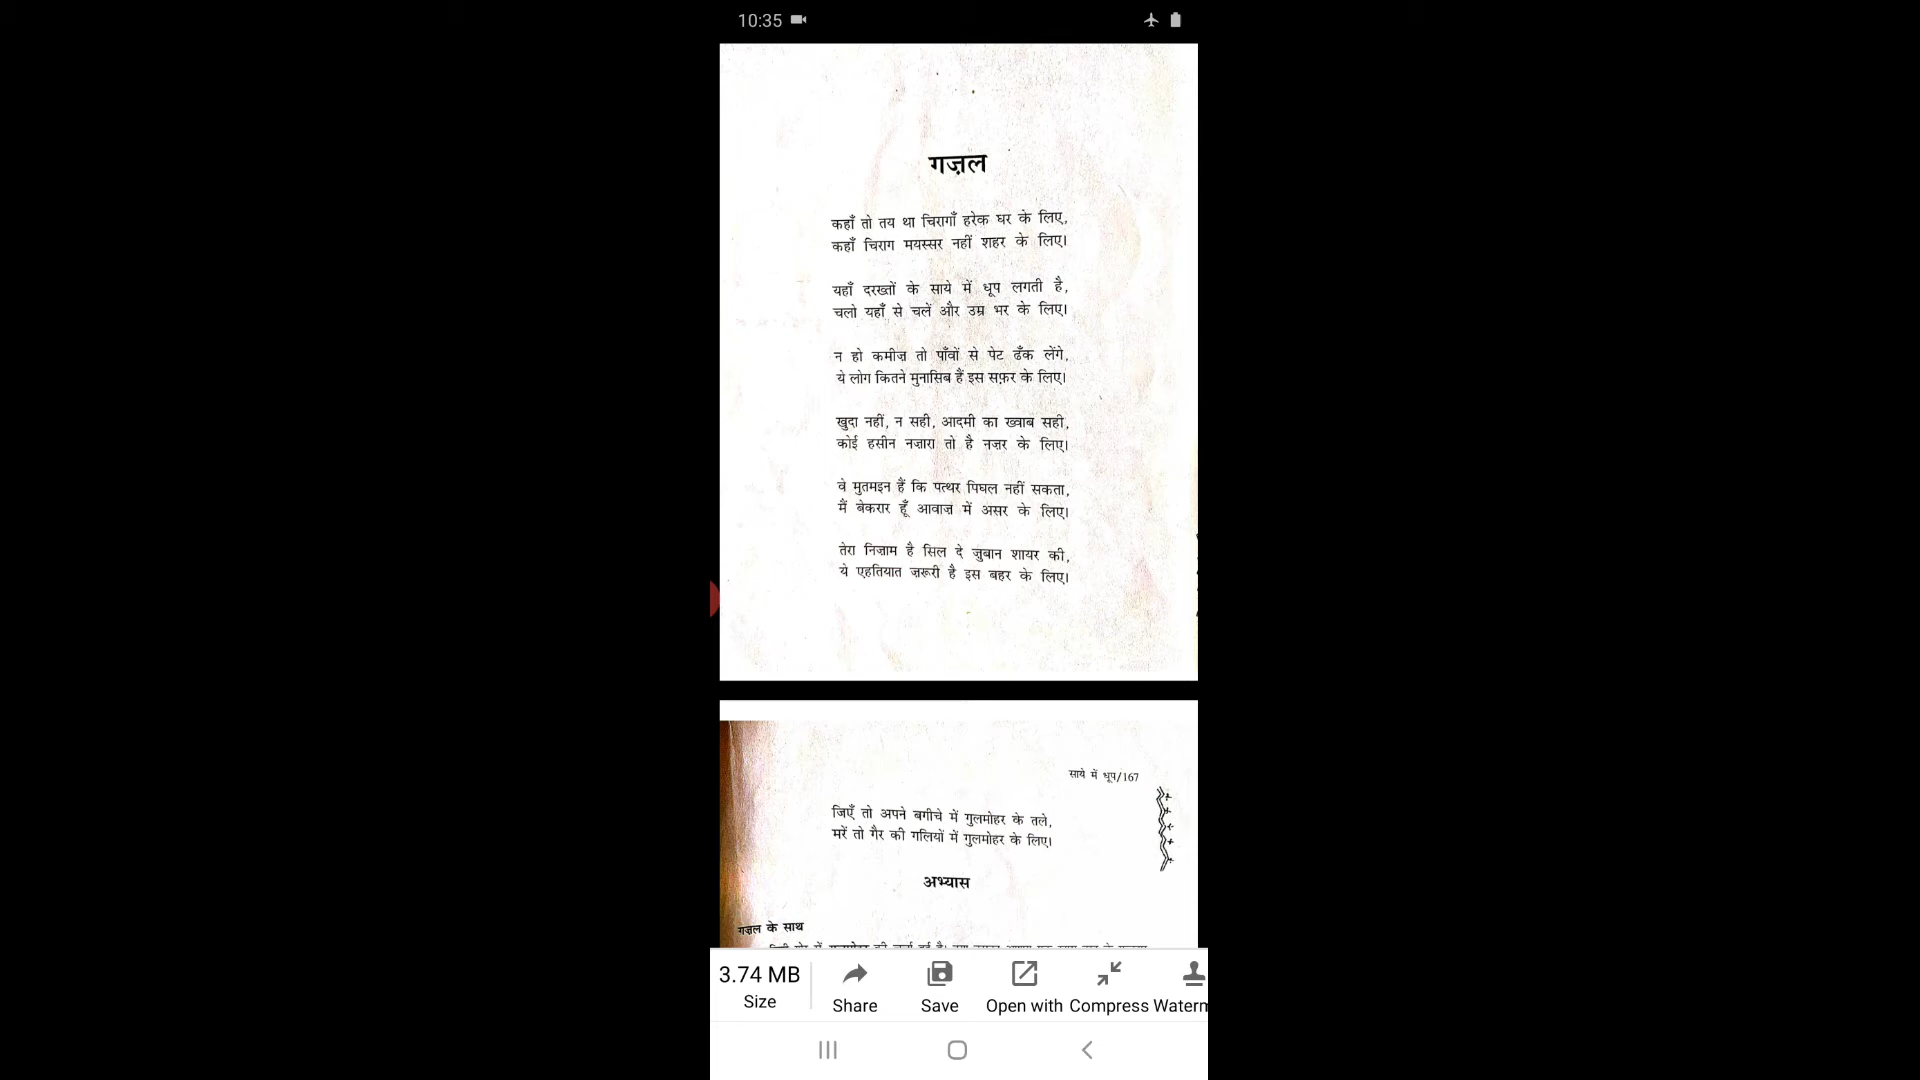 10:35
गज़ल
कहाँ तो तय था चिरागाँ हरेक घर के लिए,
कहाँ चिराग मयस्सर नहीं शहर के लिए।
यहाँ दरख्तों के साये में धूप लगती है,
चलो यहाँ से चलें और उम्र भर के लिए।
न हो कमीज़ तो पाँवों से पेट ढँक लेंगे,
ये लोग कितने मुनासिब हैं इस सफ़र के लिए।
खुदा नहीं, न सही, आदमी का ख्वाब सही,
कोई हसीन नज़ारा तो है नज़र के लिए।
वे मुतमइन हैं कि पत्थर पिघल नहीं सकता,
मैं बेकरार हूँ आवाज़ में असर के लिए।
तेरा निज़ाम है सिल दे ज़ुबान शायर की,
ये एहतियात ज़रूरी है इस बहर के लिए।
साये में धूप/167
जिएँ तो अपने बगीचे में गुलमोहर के तले,
मरें तो गैर की गलियों में गुलमोहर के लिए।
अभ्यास
गज़ल के साथ
3.74 MB
Size
Share
Save
Open with
Compress
Waterm